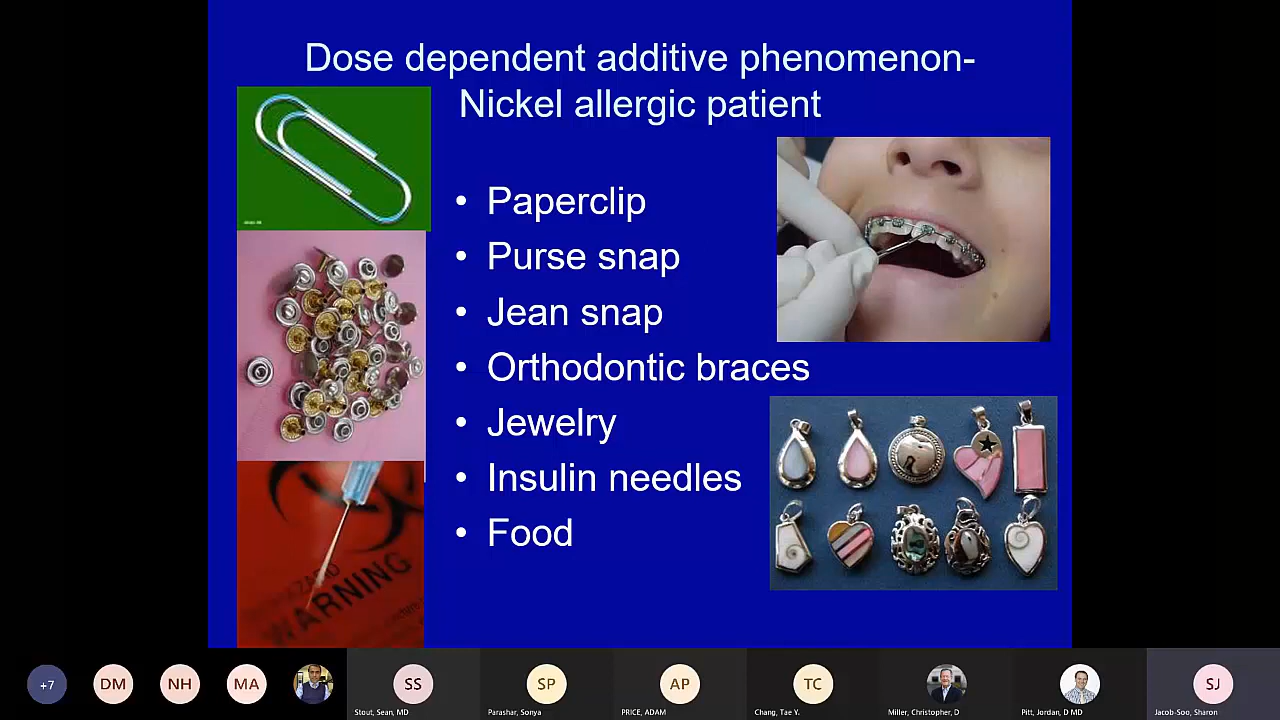 Dose dependent additive phenomenon-
Nickel allergic patient
• Paperclip
• Purse snap
• Jean snap
• Orthodontic braces
• Jewelry
• Insulin needles
• Food
WARNING
+7
DM
NH
MA
SS
SP
AP
TC
SJ
Stout, Sean, MD
Parashar, Sonya
PRICE, ADAM
Chang, Tae Y.
Miller, Christopher, D
Pitt, Jordan, D MD
Jacob-Soo, Sharon